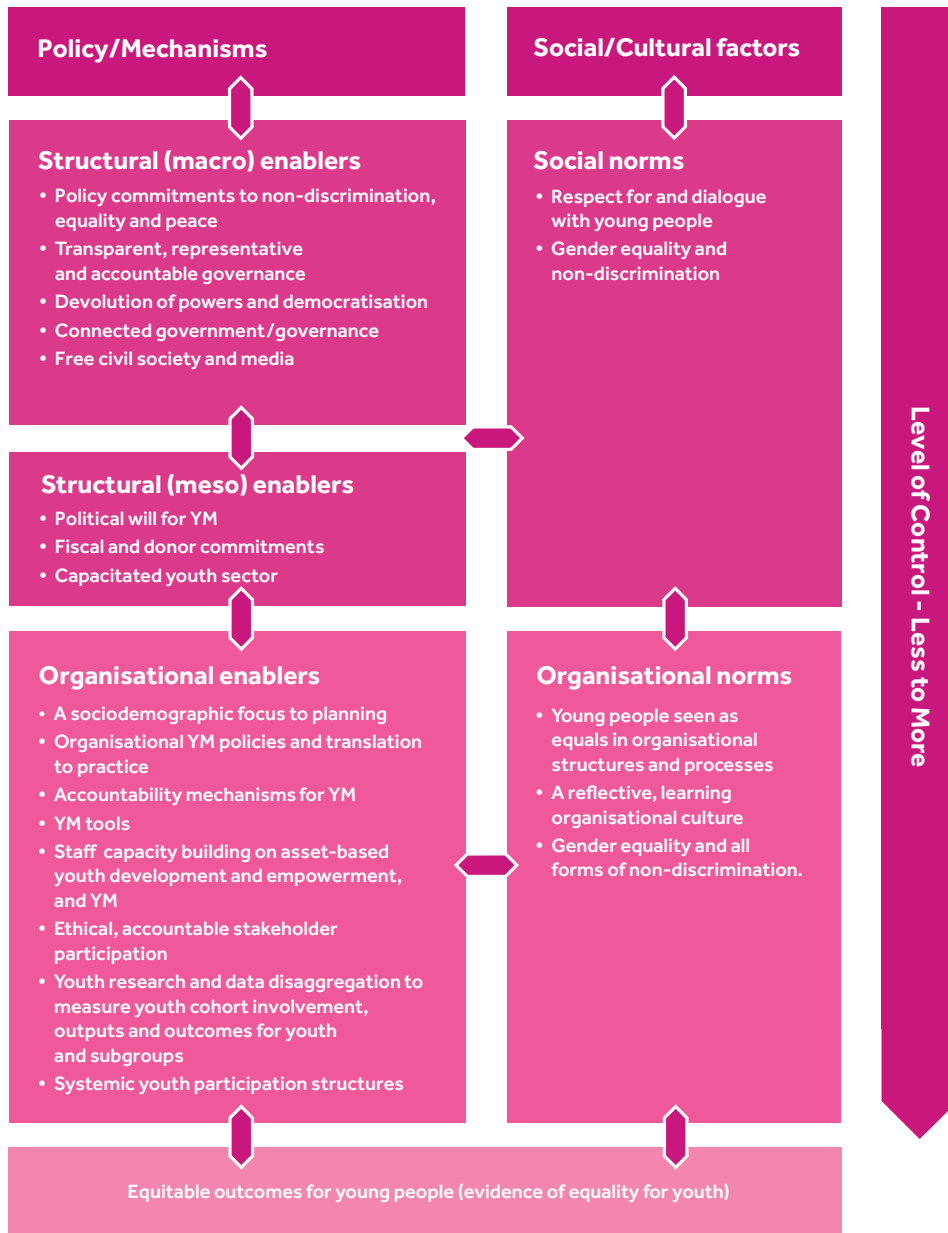 Policy/Mechanisms
Structural (macro) enablers
• Policy commitments to non-discrimination,
equality and peace
• Transparent, representative
and accountable governance
• Devolution of powers and democratisation
• Connected government/governance
• Free civil society and media
Structural (meso) enablers
• Political will for YM
• Fiscal and donor commitments
• Capacitated youth sector
Organisational enablers
• A sociodemographic focus to planning
• Organisational YM policies and translation
to practice
• Accountability mechanisms for YM
• YM tools
• Staff capacity building on asset-based
youth development and empowerment,
and YM
• Ethical, accountable stakeholder
participation
• Youth research and data disaggregation to
measure youth cohort involvement,
outputs and outcomes for youth
and subgroups
• Systemic youth participation structures
Social/Cultural factors
Social norms
• Respect for and dialogue
with young people
• Gender equality and
non-discrimination
Organisational norms
• Young people seen as
equals in organisational
structures and processes
• A reflective, learning
organisational culture
• Gender equality and all
forms of non-discrimination.
Equitable outcomes for young people (evidence of equality for youth)
Level of Control - Less to More